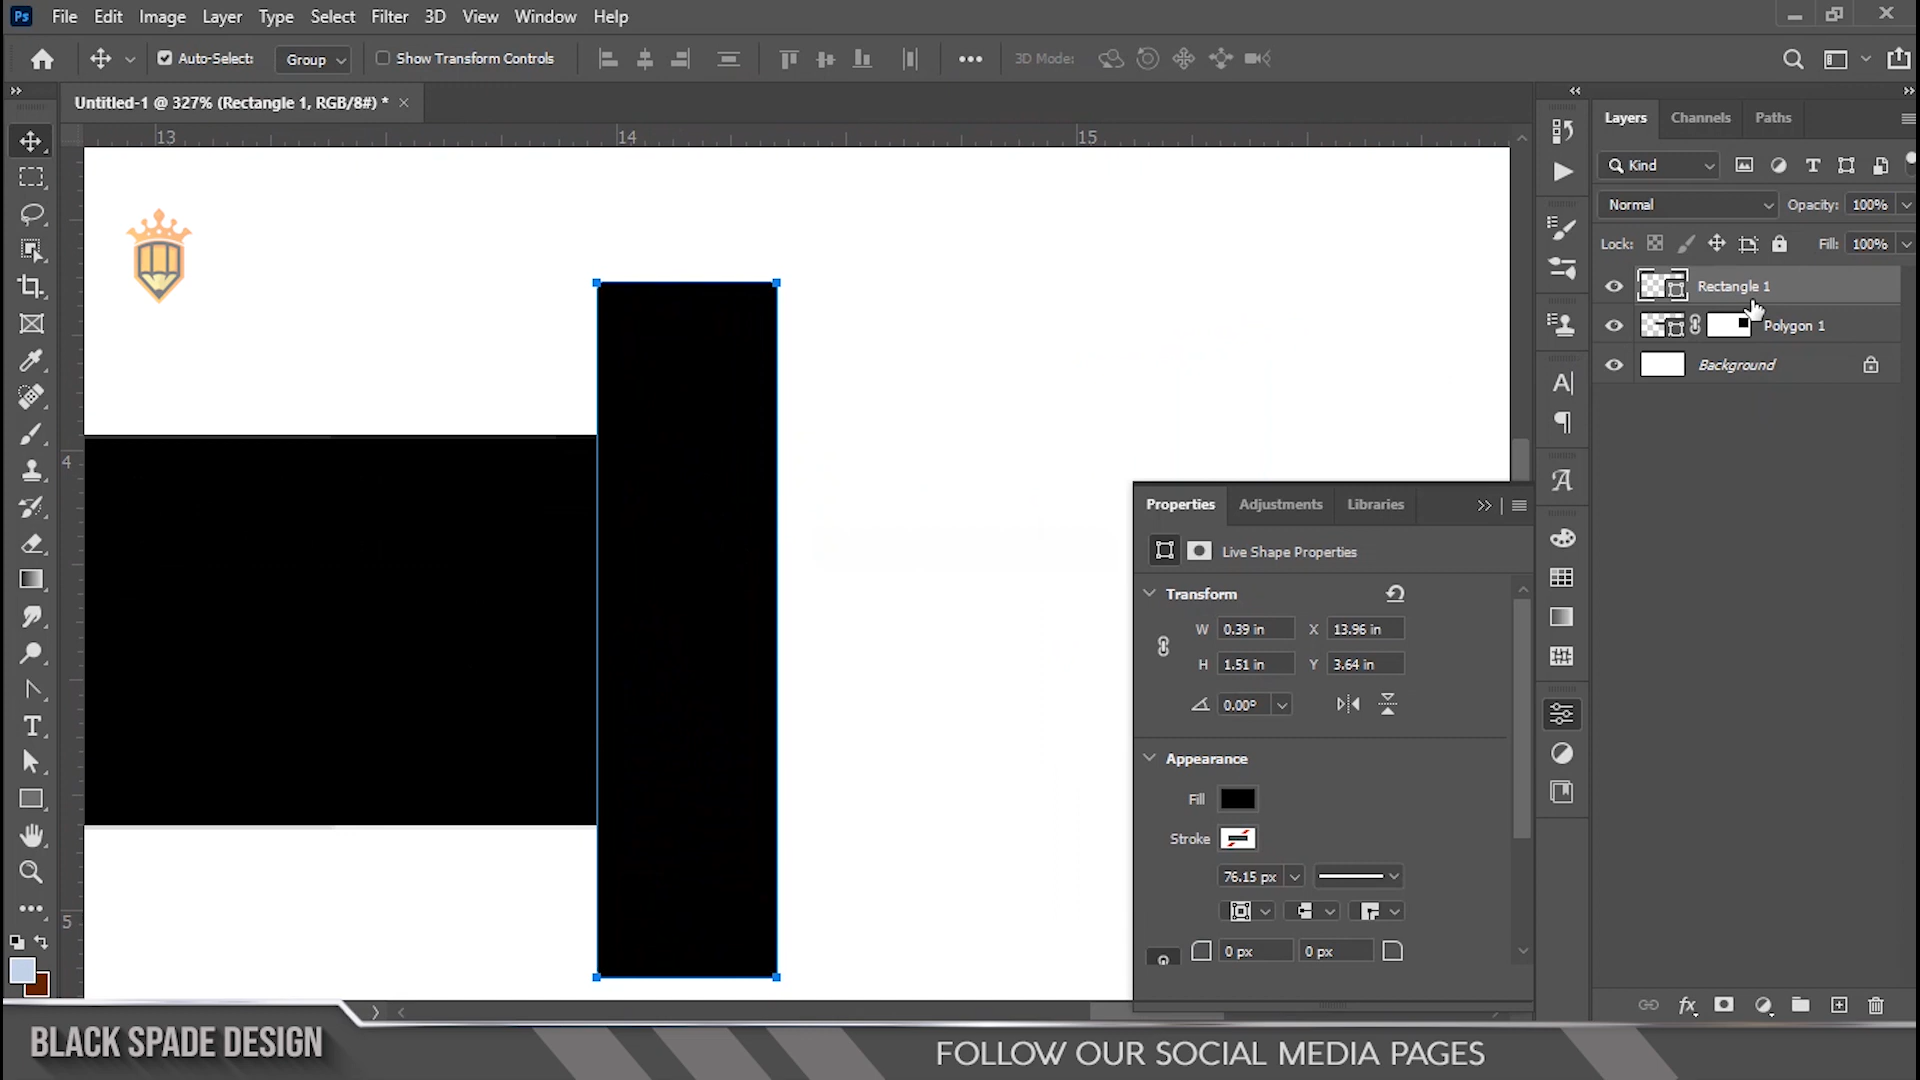 Ps File Edit Image Layer Type Select Filter 3D View Window Help
Auto-Select: Group Show Transform Controls 3D Mode:
Untitled-1 @ 327% (Rectangle 1, RGB/8#) * ×
13 14 15
4
5
Layers Channels Paths
Kind
Normal Opacity: 100%
Lock: Fill: 100%
Rectangle 1
Polygon 1
Background
Properties Adjustments Libraries
Live Shape Properties
Transform
W 0.39 in X 13.96 in
H 1.51 in Y 3.64 in
0.00°
Appearance
Fill
Stroke
76.15 px
0 px 0 px
BLACK SPADE DESIGN
FOLLOW OUR SOCIAL MEDIA PAGES